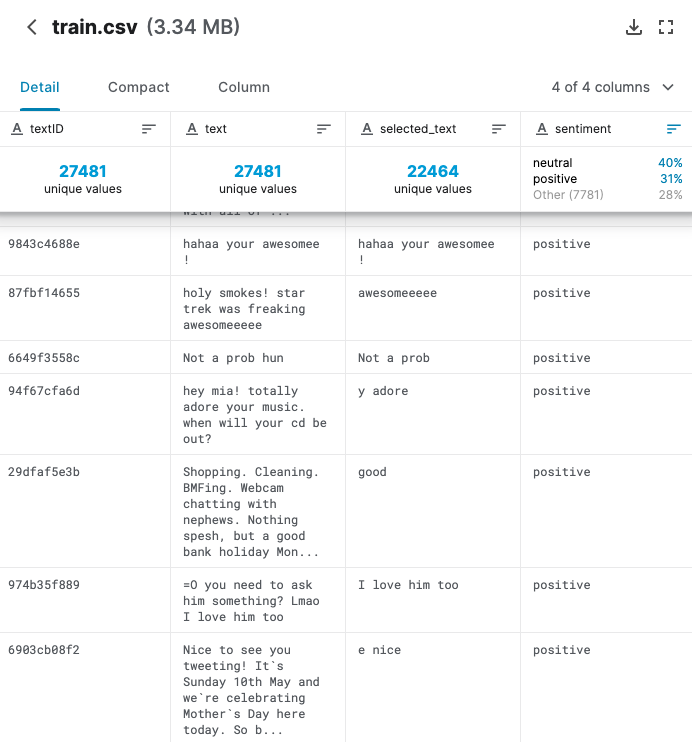 train.csv (3.34 MB)
Detail Compact Column 4 of 4 columns
A textID A text A selected_text A sentiment
27481
unique values
27481
unique values
22464
unique values
neutral 40%
positive 31%
Other (7781) 28%
with all of ...
9843c4688e
hahaa your awesomee
!
hahaa your awesomee
!
positive
87fbf14655
holy smokes! star
trek was freaking
awesomeeeee
awesomeeeee
positive
6649f3558c
Not a prob hun
Not a prob
positive
94f67cfa6d
hey mia! totally
adore your music.
when will your cd be
out?
y adore
positive
29dfaf5e3b
Shopping. Cleaning.
BMFing. Webcam
chatting with
nephews. Nothing
spesh, but a good
bank holiday Mon...
good
positive
974b35f889
=O you need to ask
him something? Lmao
I love him too
I love him too
positive
6903cb08f2
Nice to see you
tweeting! It`s
Sunday 10th May and
we`re celebrating
Mother`s Day here
today. So b...
e nice
positive